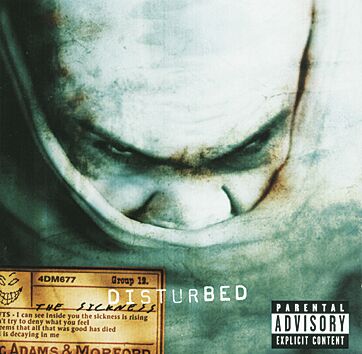 4DM677
Group 19.
THE SICKNESS
DISTURBED
TS - I can see inside you the sickness is rising
't try to deny what you feel
eems that all that was good has died
d is decaying in me
G ADAMS & MORFORD
PARENTAL
ADVISORY
EXPLICIT CONTENT